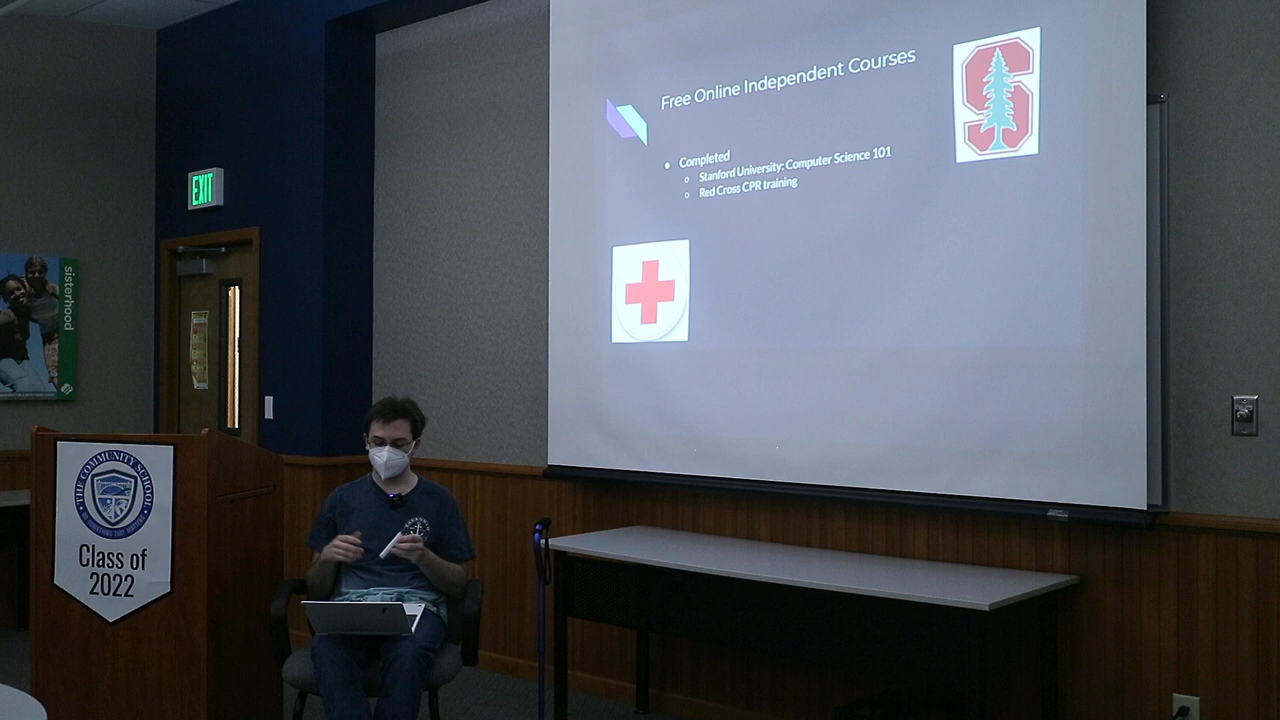 Free Online Independent Courses
Completed
Stanford University: Computer Science 101
Red Cross CPR training
S
EXIT
sisterhood
THE COMMUNITY SCHOOL
Class of
2022